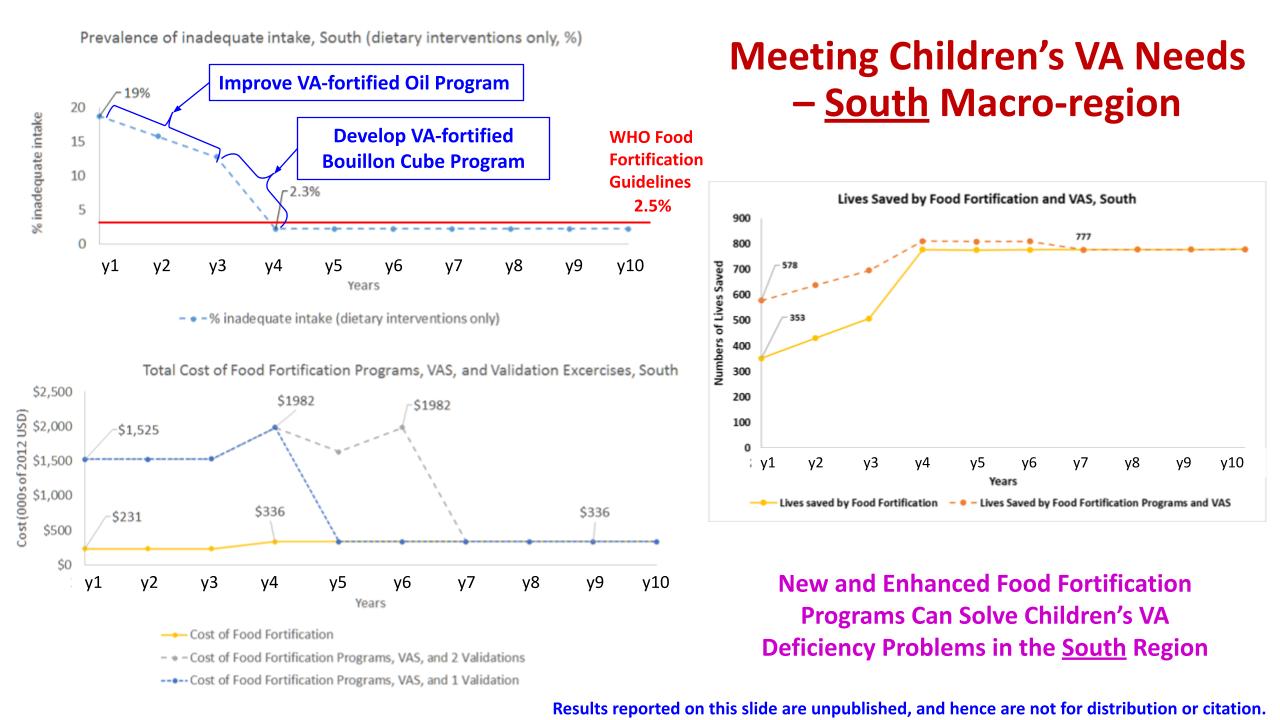 Meeting Children's VA Needs
– South Macro-region
Prevalence of inadequate intake, South (dietary interventions only, %)
Improve VA-fortified Oil Program
Develop VA-fortified
Bouillon Cube Program
WHO Food
Fortification
Guidelines
2.5%
19%
2.3%
% inadequate intake
20
15
10
5
0
y1 y2 y3 y4 y5 y6 y7 y8 y9 y10
Years
% inadequate intake (dietary interventions only)
Total Cost of Food Fortification Programs, VAS, and Validation Excercises, South
Cost (000s of 2012 USD)
$2,500
$2,000
$1,500
$1,000
$500
$0
$1,525
$1982
$1982
$231
$336
$336
y1 y2 y3 y4 y5 y6 y7 y8 y9 y10
Years
Cost of Food Fortification
Cost of Food Fortification Programs, VAS, and 2 Validations
Cost of Food Fortification Programs, VAS, and 1 Validation
Lives Saved by Food Fortification and VAS, South
Numbers of Lives Saved
900
800
700
600
500
400
300
200
100
0
578
353
777
y1 y2 y3 y4 y5 y6 y7 y8 y9 y10
Years
Lives saved by Food Fortification
Lives Saved by Food Fortification Programs and VAS
New and Enhanced Food Fortification
Programs Can Solve Children's VA
Deficiency Problems in the South Region
Results reported on this slide are unpublished, and hence are not for distribution or citation.